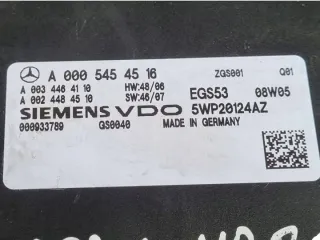 A 000 545 45 16 ZGS001 Q01
A 003 446 41 10 HW:48/06 EGS53 08W05
A 002 448 45 10 SW:46/07
SIEMENS VDO 5WP20124AZ
000933789 GS0040 MADE IN GERMANY